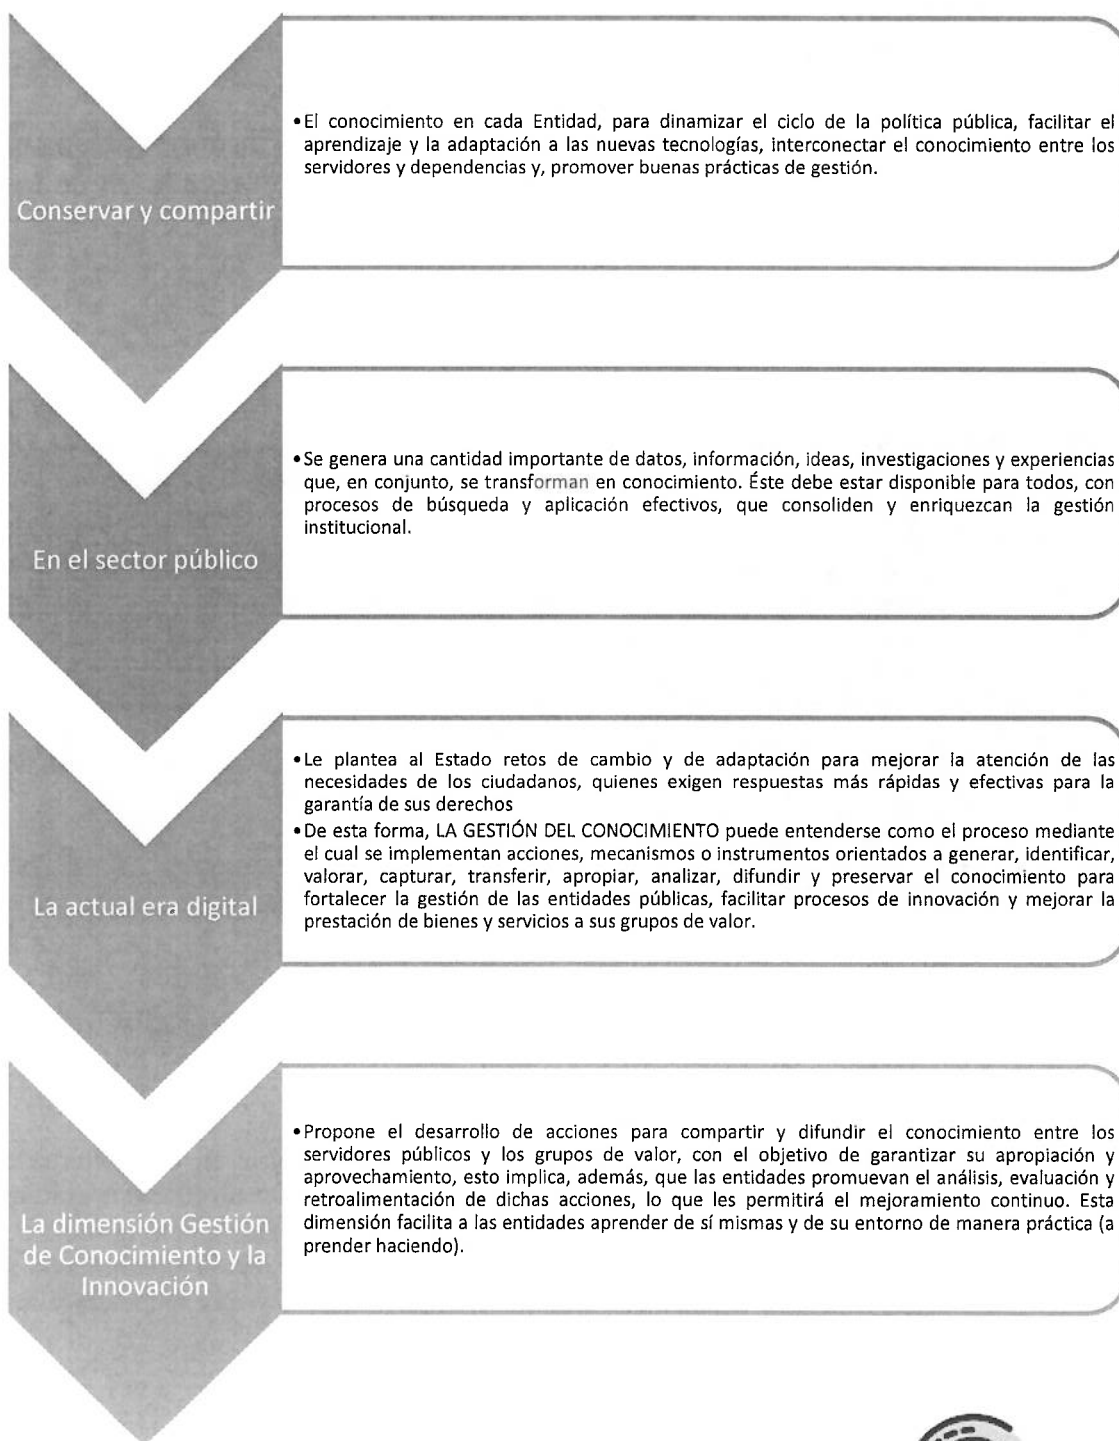 Conservar y compartir
•El conocimiento en cada Entidad, para dinamizar el ciclo de la política pública, facilitar el
aprendizaje y la adaptación a las nuevas tecnologías, interconectar el conocimiento entre los
servidores y dependencias y, promover buenas prácticas de gestión.
En el sector público
•Se genera una cantidad importante de datos, información, ideas, investigaciones y experiencias
que, en conjunto, se transforman en conocimiento. Éste debe estar disponible para todos, con
procesos de búsqueda y aplicación efectivos, que consoliden y enriquezcan la gestión
institucional.
La actual era digital
•Le plantea al Estado retos de cambio y de adaptación para mejorar la atención de las
necesidades de los ciudadanos, quienes exigen respuestas más rápidas y efectivas para la
garantía de sus derechos
•De esta forma, LA GESTIÓN DEL CONOCIMIENTO puede entenderse como el proceso mediante
el cual se implementan acciones, mecanismos o instrumentos orientados a generar, identificar,
valorar, capturar, transferir, apropiar, analizar, difundir y preservar el conocimiento para
fortalecer la gestión de las entidades públicas, facilitar procesos de innovación y mejorar la
prestación de bienes y servicios a sus grupos de valor.
La dimensión Gestión
de Conocimiento y la
Innovación
•Propone el desarrollo de acciones para compartir y difundir el conocimiento entre los
servidores públicos y los grupos de valor, con el objetivo de garantizar su apropiación y
aprovechamiento, esto implica, además, que las entidades promuevan el análisis, evaluación y
retroalimentación de dichas acciones, lo que les permitirá el mejoramiento continuo. Esta
dimensión facilita a las entidades aprender de sí mismas y de su entorno de manera práctica (a
prender haciendo).